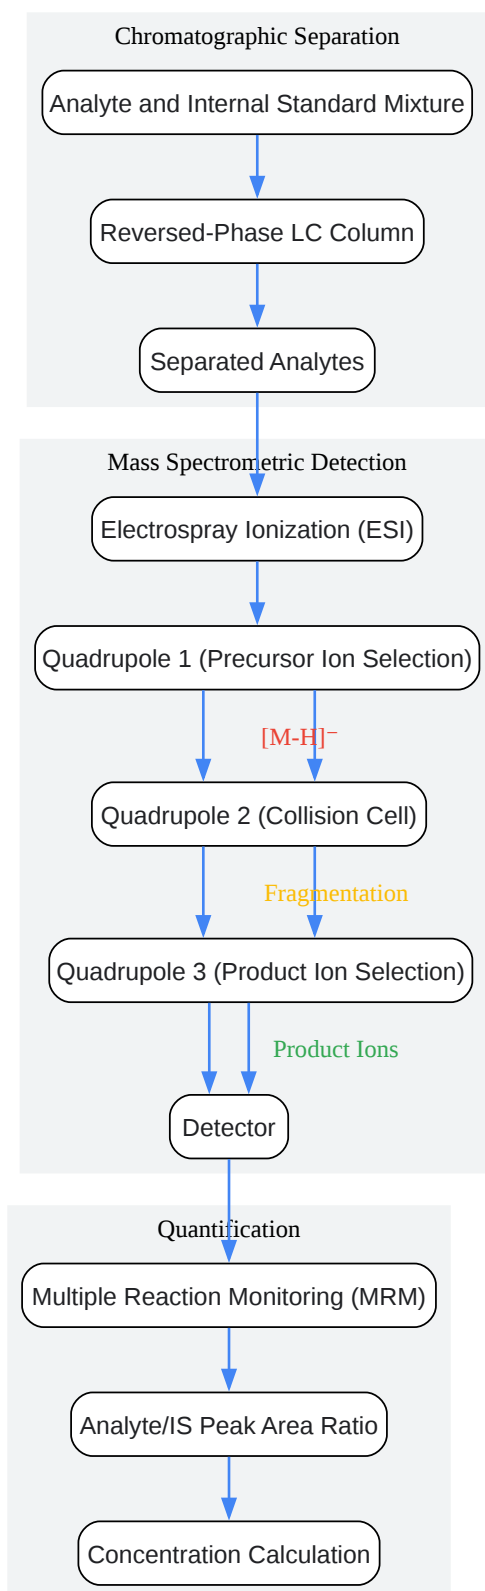 Chromatographic Separation
Analyte and Internal Standard Mixture
Reversed-Phase LC Column
Separated Analytes
Mass Spectrometric Detection
Electrospray Ionization (ESI)
Quadrupole 1 (Precursor Ion Selection)
[M-H]⁻
Quadrupole 2 (Collision Cell)
Fragmentation
Quadrupole 3 (Product Ion Selection)
Product Ions
Detector
Quantification
Multiple Reaction Monitoring (MRM)
Analyte/IS Peak Area Ratio
Concentration Calculation